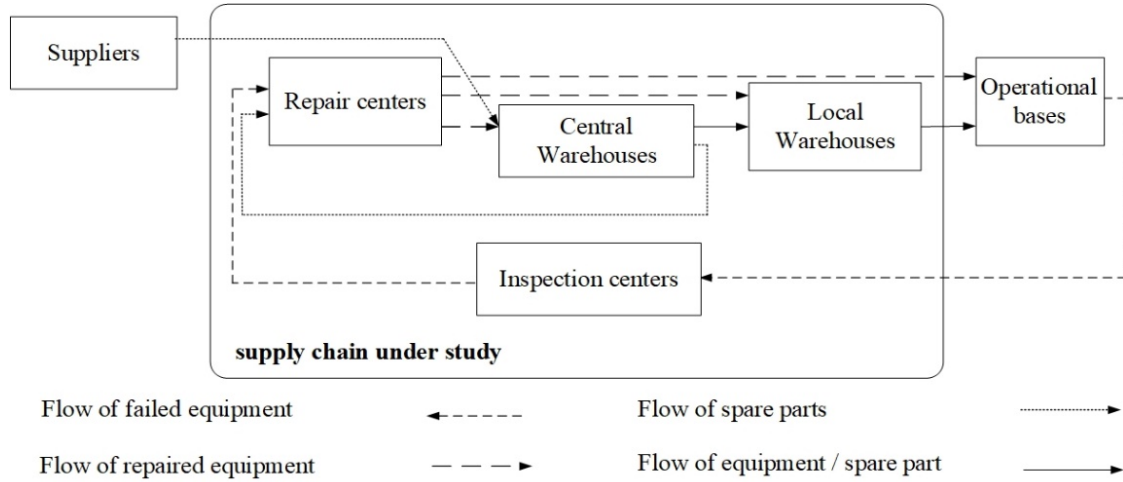 Suppliers
Repair centers
Central
Warehouses
Local
Warehouses
Operational
bases
Inspection centers
supply chain under study
Flow of failed equipment
Flow of spare parts
Flow of repaired equipment
Flow of equipment / spare part